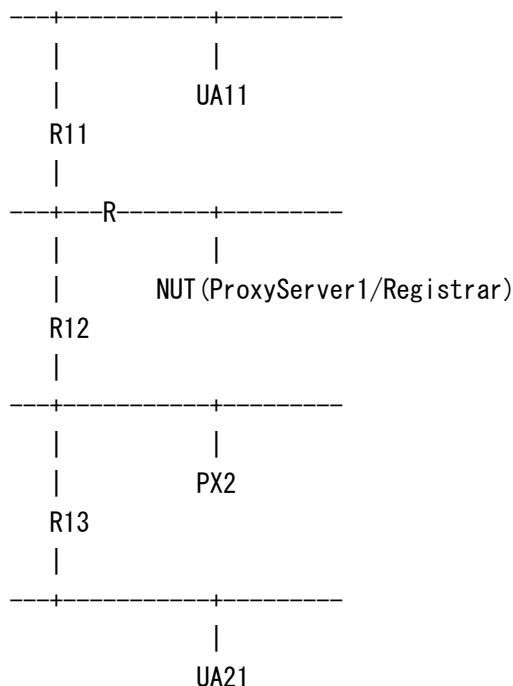 ---+-----------+---------
|           |
|          UA11
R11
|
---+---R-------+---------
|           |
|       NUT(ProxyServer1/Registrar)
R12
|
---+-----------+---------
|           |
|          PX2
R13
|
---+-----------+---------
|
UA21